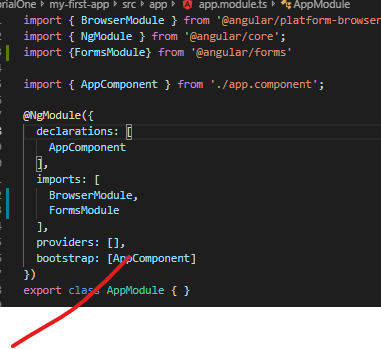 orialOne > my-first-app > src > app > app.module.ts > AppModule
import { BrowserModule } from '@angular/platform-browser
import { NgModule } from '@angular/core';
import {FormsModule} from '@angular/forms'
import { AppComponent } from './app.component';
@NgModule({
declarations: [
AppComponent
],
imports: [
BrowserModule,
FormsModule
],
providers: [],
bootstrap: [AppComponent]
})
export class AppModule { }